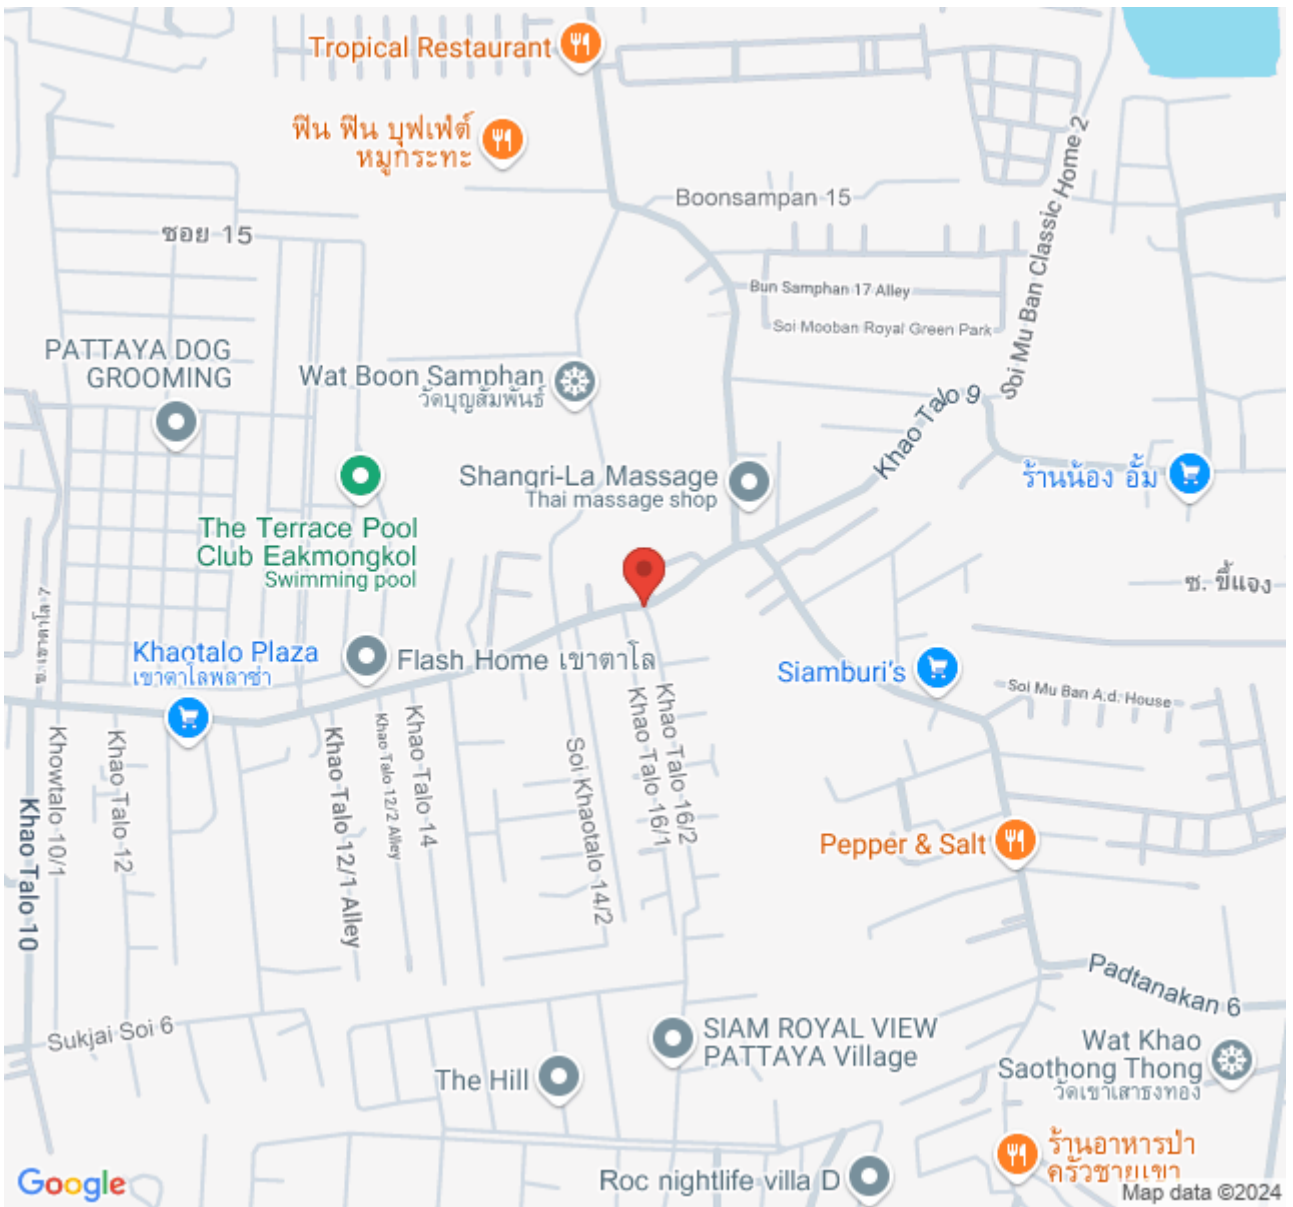 Tropical Restaurant
ฟิน ฟิน บุฟเฟ่ต์
หมูกระทะ
Boonsampan 15
Soi Mu Ban Classic Home 2
ซอย 15
Bun Samphan 17 Alley
Soi Mooban Royal Green Park
PATTAYA DOG
GROOMING
Wat Boon Samphan
วัดบุญสัมพันธ์
Khao Talo 9
Shangri-La Massage
Thai massage shop
ร้านน้อง อั้ม
The Terrace Pool
Club Eakmongkol
Swimming pool
ซ. ขี้แจง
Khaotalo Plaza
เขาตาโลพลาซ่า
Flash Home เขาตาโล
Siamburi's
Soi Mu Ban A.d. House
Khao Talo 10
Khowtalo 10/1
Khao Talo 12
Khao Talo 12/1 Alley
Khao Talo 12/2 Alley
Khao Talo 14
Soi Khaotalo 14/2
Khao Talo 16/1
Khao Talo 16/2
Pepper & Salt
Padtanakan 6
Sukjai Soi 6
SIAM ROYAL VIEW
PATTAYA Village
Wat Khao
Saothong Thong
วัดเขาเสาธงทอง
The Hill
ร้านอาหารป่า
ครัวชายเขา
Roc nightlife villa D
Google
Map data ©2024